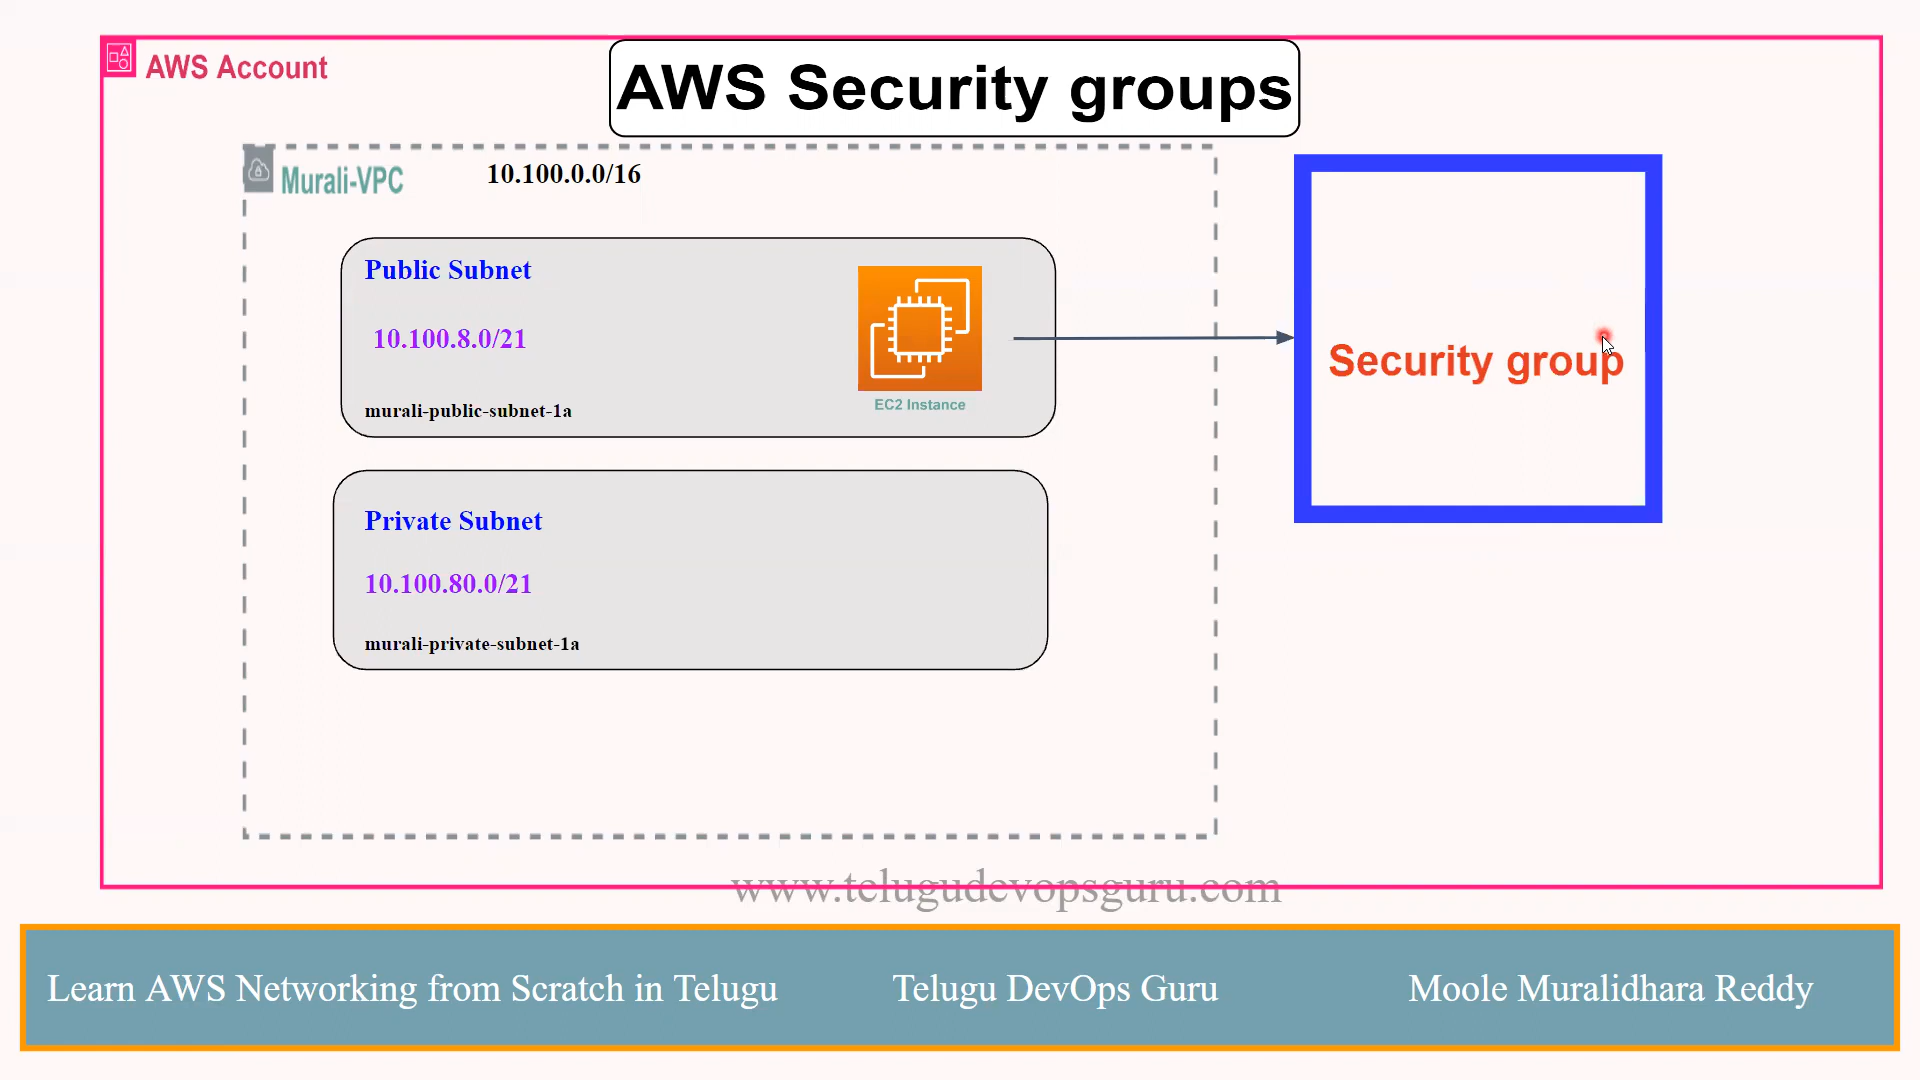 AWS Account
AWS Security groups
Murali-VPC
10.100.0.0/16
Public Subnet
10.100.8.0/21
murali-public-subnet-1a
EC2 Instance
Security group
Private Subnet
10.100.80.0/21
murali-private-subnet-1a
www.telugudevopsguru.com
Learn AWS Networking from Scratch in Telugu
Telugu DevOps Guru
Moole Muralidhara Reddy